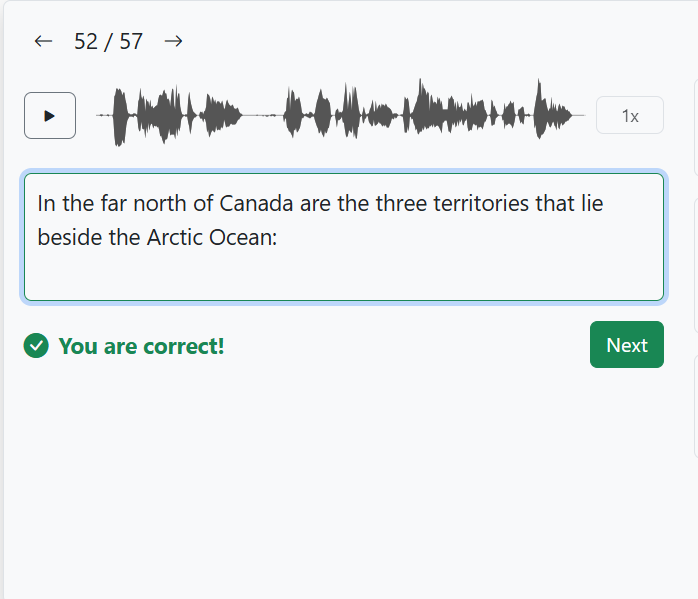 ← 52 / 57 →
1x
In the far north of Canada are the three territories that lie
beside the Arctic Ocean:
You are correct!
Next